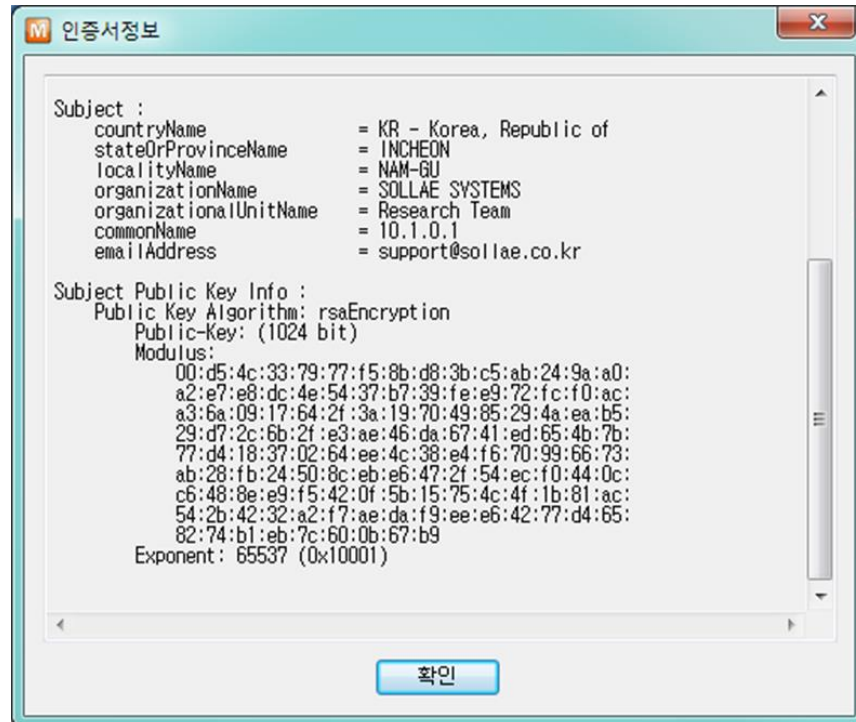 M 인증서정보
Subject :
countryName = KR - Korea, Republic of
stateOrProvinceName = INCHEON
localityName = NAM-GU
organizationName = SOLLAE SYSTEMS
organizationalUnitName = Research Team
commonName = 10.1.0.1
emailAddress = support@sollae.co.kr
Subject Public Key Info :
Public Key Algorithm: rsaEncryption
Public-Key: (1024 bit)
Modulus:
00:d5:4c:33:79:77:f5:8b:d8:3b:c5:ab:24:9a:a0:
a2:e7:e8:dc:4e:54:37:b7:39:fe:e9:72:fc:f0:ac:
a3:6a:09:17:64:2f:3a:19:70:49:85:29:4a:ea:b5:
29:d7:2c:6b:2f:e3:ae:46:da:67:41:ed:65:4b:7b:
77:d4:18:37:02:64:ee:4c:38:e4:f6:70:99:66:73:
ab:28:fb:24:50:8c:eb:e6:47:2f:54:ec:f0:44:0c:
c6:48:8e:e9:f5:42:0f:5b:15:75:4c:4f:1b:81:ac:
54:2b:42:32:a2:f7:ae:da:f9:ee:e6:42:77:d4:65:
82:74:b1:eb:7c:60:0b:67:b9
Exponent: 65537 (0x10001)
확인